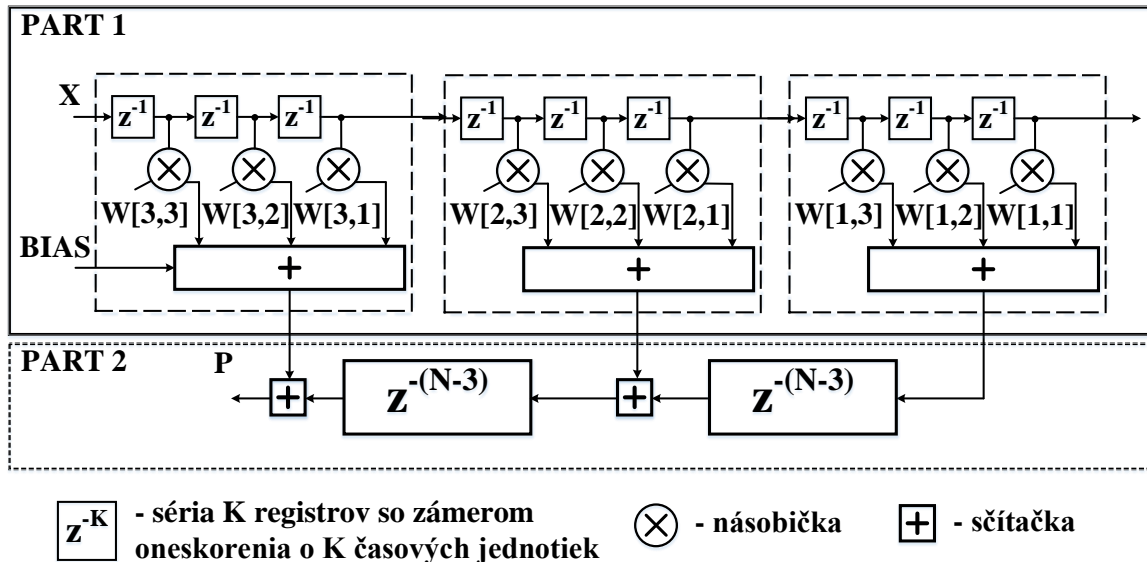 PART 1
X
z-1 z-1 z-1 z-1 z-1 z-1 z-1 z-1 z-1
W[3,3] W[3,2] W[3,1] W[2,3] W[2,2] W[2,1] W[1,3] W[1,2] W[1,1]
BIAS
+ + +
PART 2
P
+ z-(N-3) + z-(N-3)
z-K - séria K registrov so zámerom
oneskorenia o K časových jednotiek
- násobička
+ - sčítačka